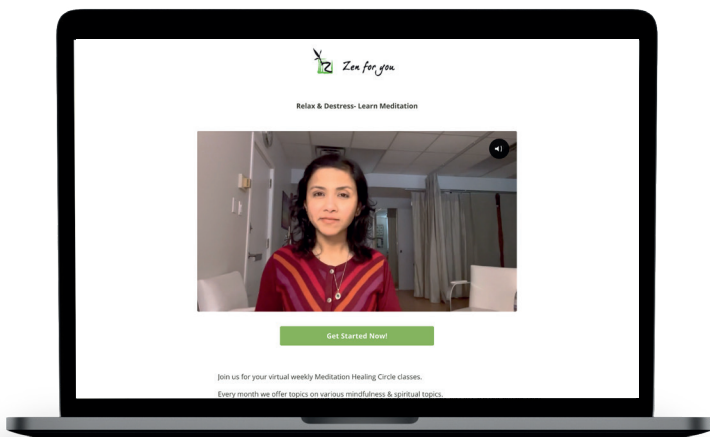 Zen for you
Relax & Destress- Learn Meditation
Get Started Now!
Join us for your virtual weekly Meditation Healing Circle classes.
Every month we offer topics on various mindfulness & spiritual topics.